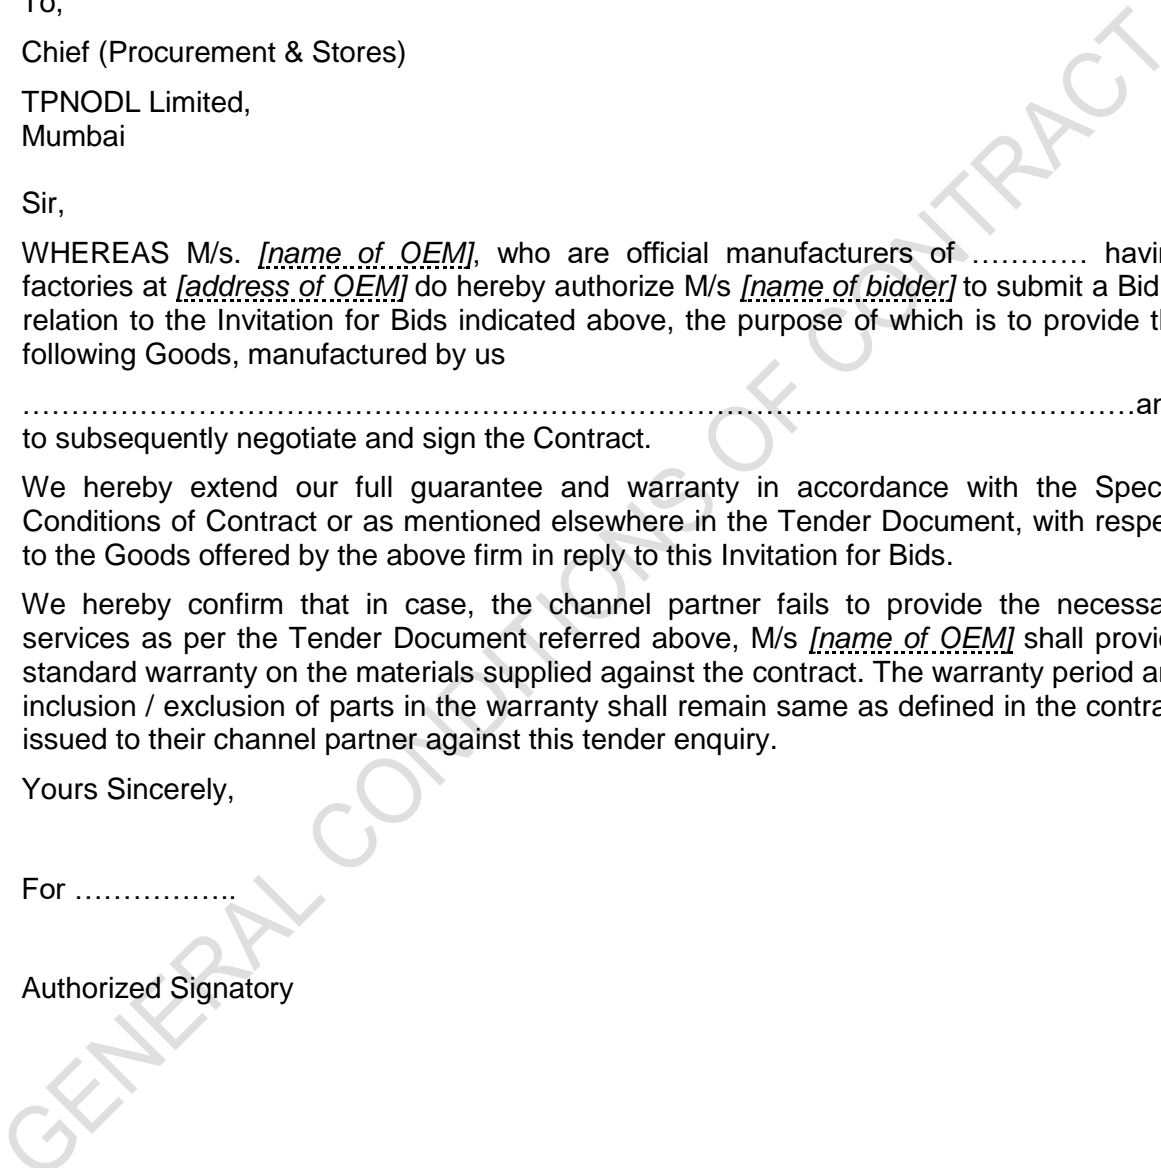 To,
Chief (Procurement & Stores)
TPNODL Limited,
Mumbai
Sir,
WHEREAS M/s. [name of OEM], who are official manufacturers of ………… havin
factories at [address of OEM] do hereby authorize M/s [name of bidder] to submit a Bid
relation to the Invitation for Bids indicated above, the purpose of which is to provide th
following Goods, manufactured by us
……………………………………………………………………………………………………an
to subsequently negotiate and sign the Contract.
We hereby extend our full guarantee and warranty in accordance with the Spec
Conditions of Contract or as mentioned elsewhere in the Tender Document, with respe
to the Goods offered by the above firm in reply to this Invitation for Bids.
We hereby confirm that in case, the channel partner fails to provide the necessa
services as per the Tender Document referred above, M/s [name of OEM] shall provid
standard warranty on the materials supplied against the contract. The warranty period an
inclusion / exclusion of parts in the warranty shall remain same as defined in the contra
issued to their channel partner against this tender enquiry.
Yours Sincerely,
For ……………..
Authorized Signatory
GENERAL CONDITIONS OF CONTRACT